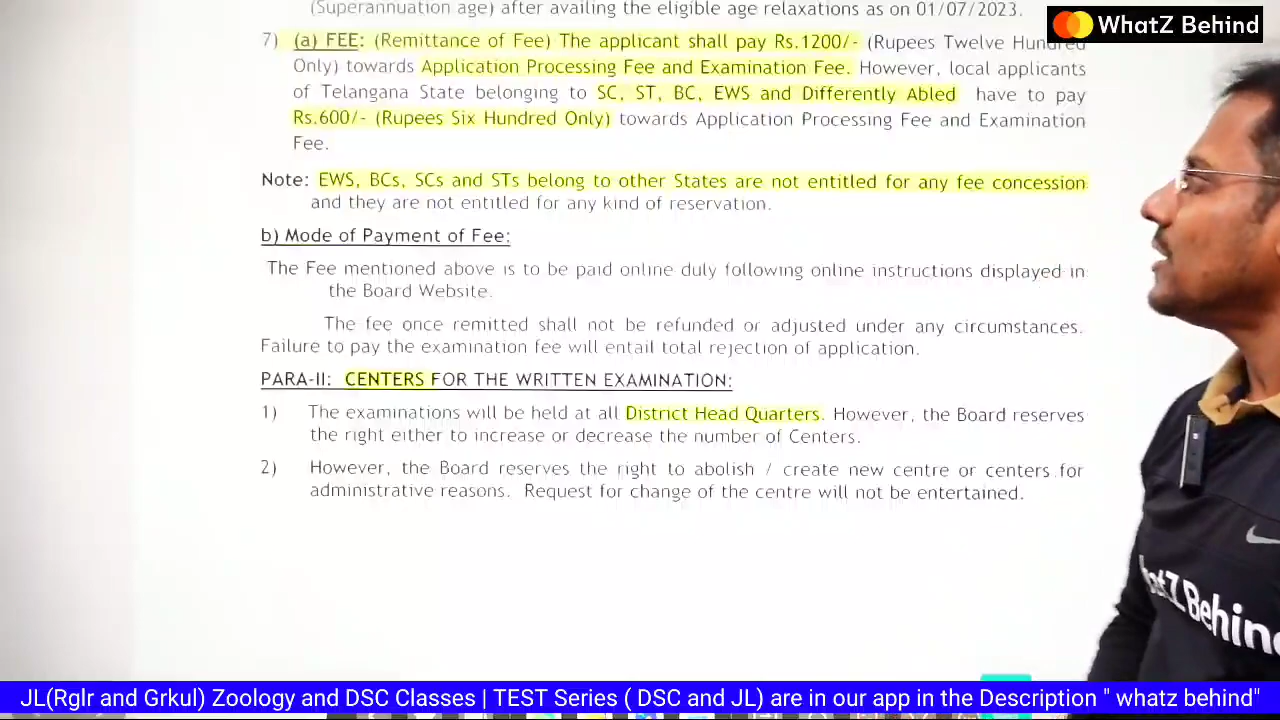 (Superannuation age) after availing the eligible age relaxations as on 01/07/2023.
WhatZ Behind
7) (a) FEE: (Remittance of Fee) The applicant shall pay Rs.1200/- (Rupees Twelve Hundred
Only) towards Application Processing Fee and Examination Fee. However, local applicants
of Telangana State belonging to SC, ST, BC, EWS and Differently Abled have to pay
Rs.600/- (Rupees Six Hundred Only) towards Application Processing Fee and Examination
Fee.
Note: EWS, BCs, SCs and STs belong to other States are not entitled for any fee concession
and they are not entitled for any kind of reservation.
b) Mode of Payment of Fee:
The Fee mentioned above is to be paid online duly following online instructions displayed in
the Board Website.
The fee once remitted shall not be refunded or adjusted under any circumstances.
Failure to pay the examination fee will entail total rejection of application.
PARA-II: CENTERS FOR THE WRITTEN EXAMINATION:
1) The examinations will be held at all District Head Quarters. However, the Board reserves
the right either to increase or decrease the number of Centers.
2) However, the Board reserves the right to abolish / create new centre or centers for
administrative reasons. Request for change of the centre will not be entertained.
hatZ Behind
JL(Rglr and Grkul) Zoology and DSC Classes | TEST Series ( DSC and JL) are in our app in the Description " whatz behind"